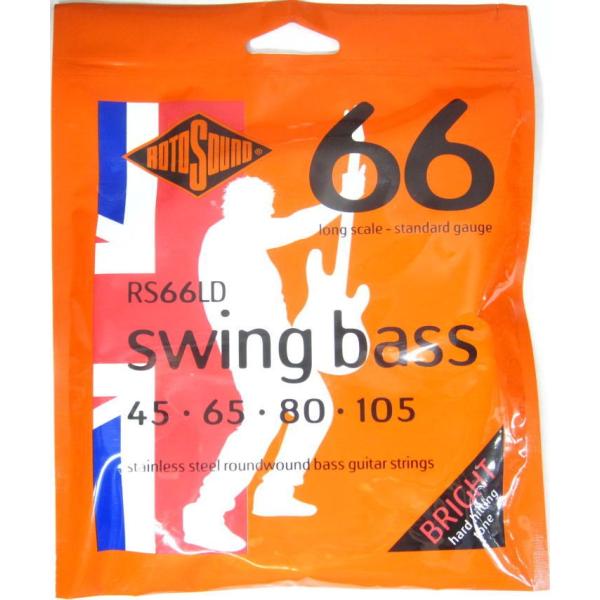 ROTOSOUND®
66
long scale - standard gauge
RS66LD
swing bass
45 · 65 · 80 · 105
stainless steel roundwound bass guitar strings
BRIGHT
hard hitting
tone